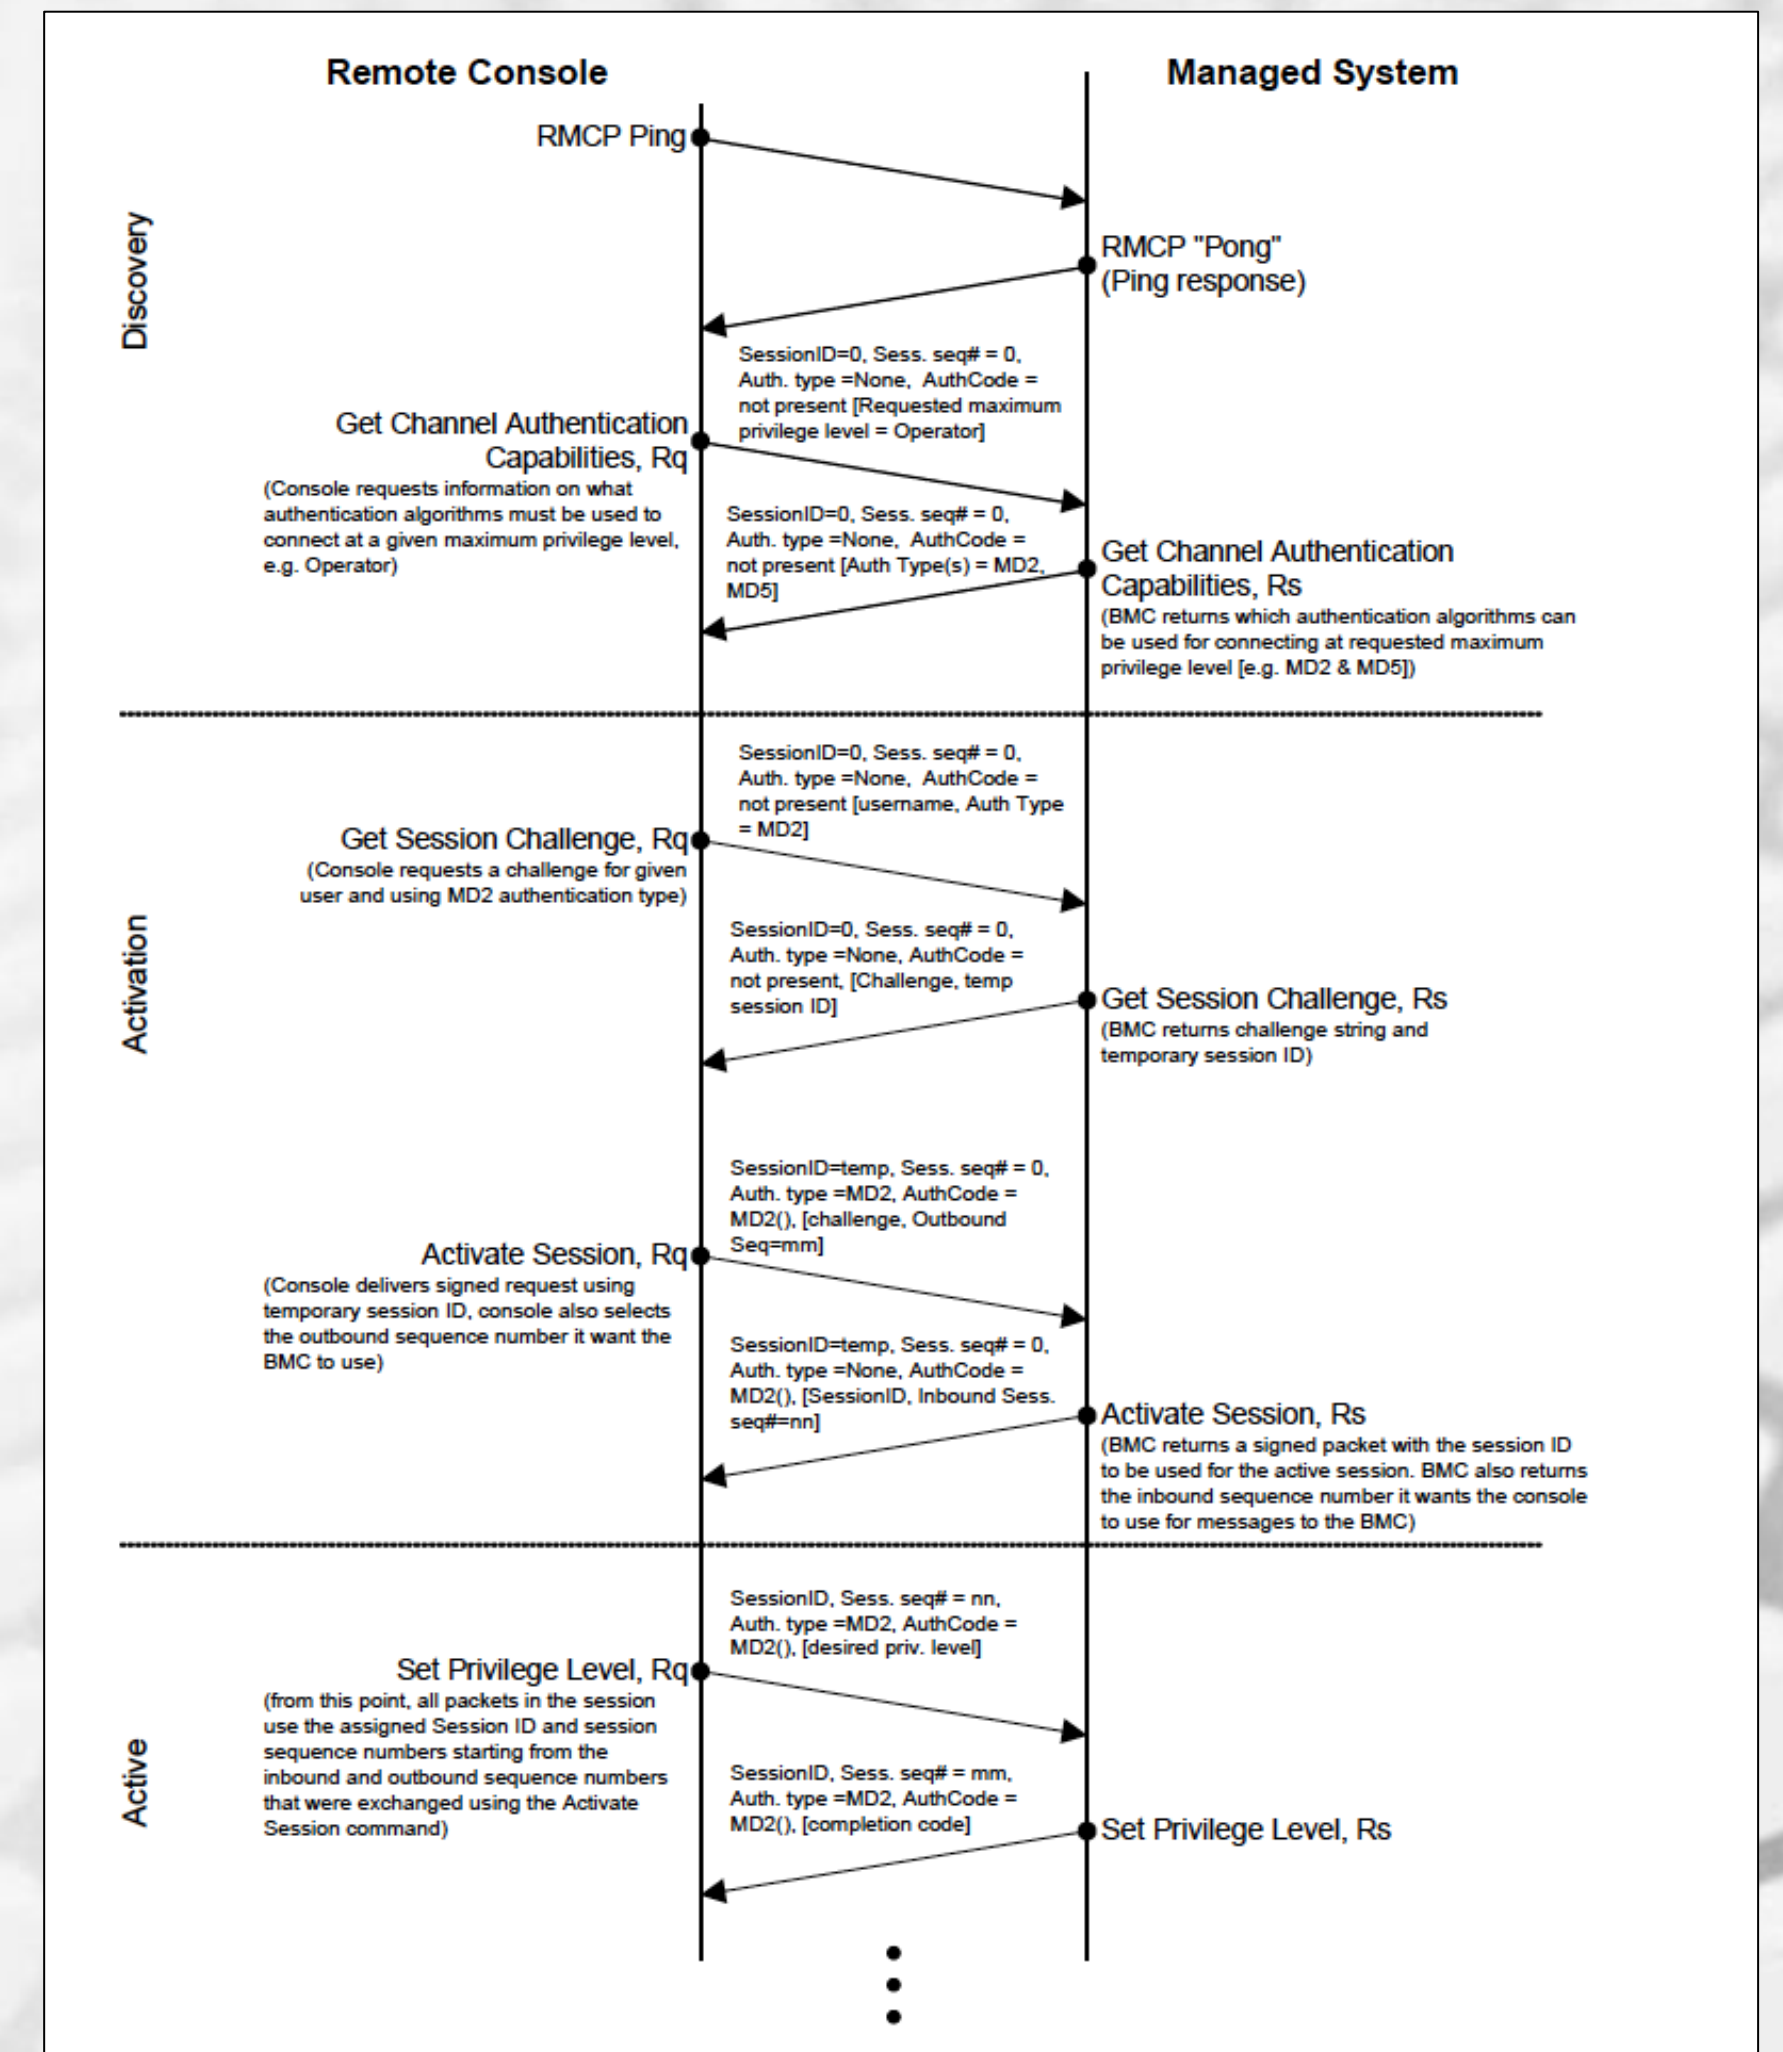 Remote Console
Managed System
Discovery
RMCP Ping
RMCP "Pong"
(Ping response)
SessionID=0, Sess. seq# = 0,
Auth. type =None,  AuthCode =
not present [Requested maximum
privilege level = Operator]
Get Channel Authentication
Capabilities, Rq
(Console requests information on what
authentication algorithms must be used to
connect at a given maximum privilege level,
e.g. Operator)
SessionID=0, Sess. seq# = 0,
Auth. type =None,  AuthCode =
not present [Auth Type(s) = MD2,
MD5]
Get Channel Authentication
Capabilities, Rs
(BMC returns which authentication algorithms can
be used for connecting at requested maximum
privilege level [e.g. MD2 & MD5])
Activation
SessionID=0, Sess. seq# = 0,
Auth. type =None,  AuthCode =
not present [username, Auth Type
= MD2]
Get Session Challenge, Rq
(Console requests a challenge for given
user and using MD2 authentication type)
SessionID=0, Sess. seq# = 0,
Auth. type =None, AuthCode =
not present, [Challenge, temp
session ID]
Get Session Challenge, Rs
(BMC returns challenge string and
temporary session ID)
SessionID=temp, Sess. seq# = 0,
Auth. type =MD2, AuthCode =
MD2(), [challenge, Outbound
Seq=mm]
Activate Session, Rq
(Console delivers signed request using
temporary session ID, console also selects
the outbound sequence number it want the
BMC to use)
SessionID=temp, Sess. seq# = 0,
Auth. type =None, AuthCode =
MD2(), [SessionID, Inbound Sess.
seq#=nn]
Activate Session, Rs
(BMC returns a signed packet with the session ID
to be used for the active session. BMC also returns
the inbound sequence number it wants the console
to use for messages to the BMC)
Active
SessionID, Sess. seq# = nn,
Auth. type =MD2, AuthCode =
MD2(), [desired priv. level]
Set Privilege Level, Rq
(from this point, all packets in the session
use the assigned Session ID and session
sequence numbers starting from the
inbound and outbound sequence numbers
that were exchanged using the Activate
Session command)
SessionID, Sess. seq# = mm,
Auth. type =MD2, AuthCode =
MD2(), [completion code]
Set Privilege Level, Rs